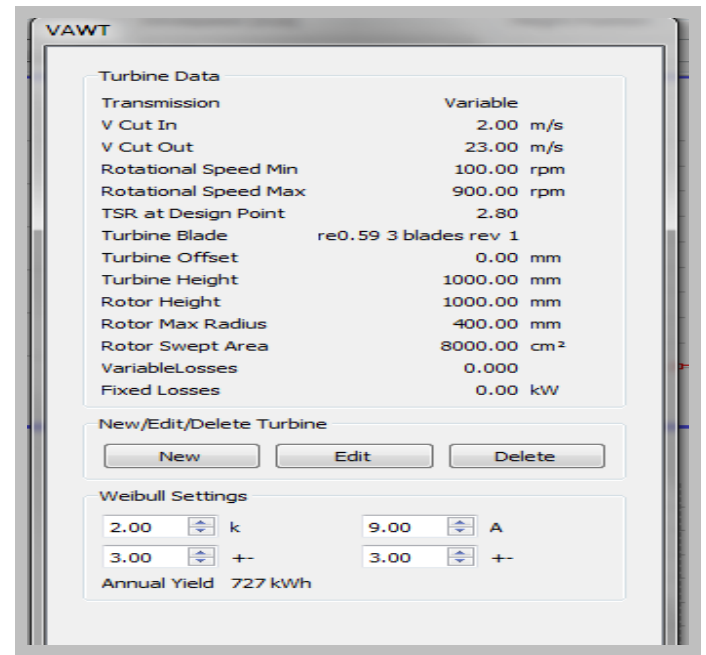 VAWT
Turbine Data
Transmission Variable
V Cut In 2.00 m/s
V Cut Out 23.00 m/s
Rotational Speed Min 100.00 rpm
Rotational Speed Max 900.00 rpm
TSR at Design Point 2.80
Turbine Blade re0.59 3 blades rev 1
Turbine Offset 0.00 mm
Turbine Height 1000.00 mm
Rotor Height 1000.00 mm
Rotor Max Radius 400.00 mm
Rotor Swept Area 8000.00 cm²
VariableLosses 0.000
Fixed Losses 0.00 kW
New/Edit/Delete Turbine
New Edit Delete
Weibull Settings
2.00 k 9.00 A
3.00 +- 3.00 +-
Annual Yield 727 kWh